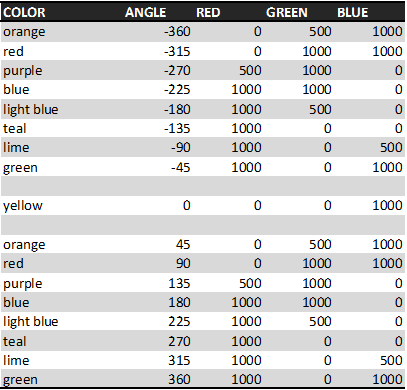 COLOR ANGLE RED GREEN BLUE
orange -360 0 500 1000
red -315 0 1000 1000
purple -270 500 1000 0
blue -225 1000 1000 0
light blue -180 1000 500 0
teal -135 1000 0 0
lime -90 1000 0 500
green -45 1000 0 1000
yellow 0 0 0 1000
orange 45 0 500 1000
red 90 0 1000 1000
purple 135 500 1000 0
blue 180 1000 1000 0
light blue 225 1000 500 0
teal 270 1000 0 0
lime 315 1000 0 500
green 360 1000 0 1000